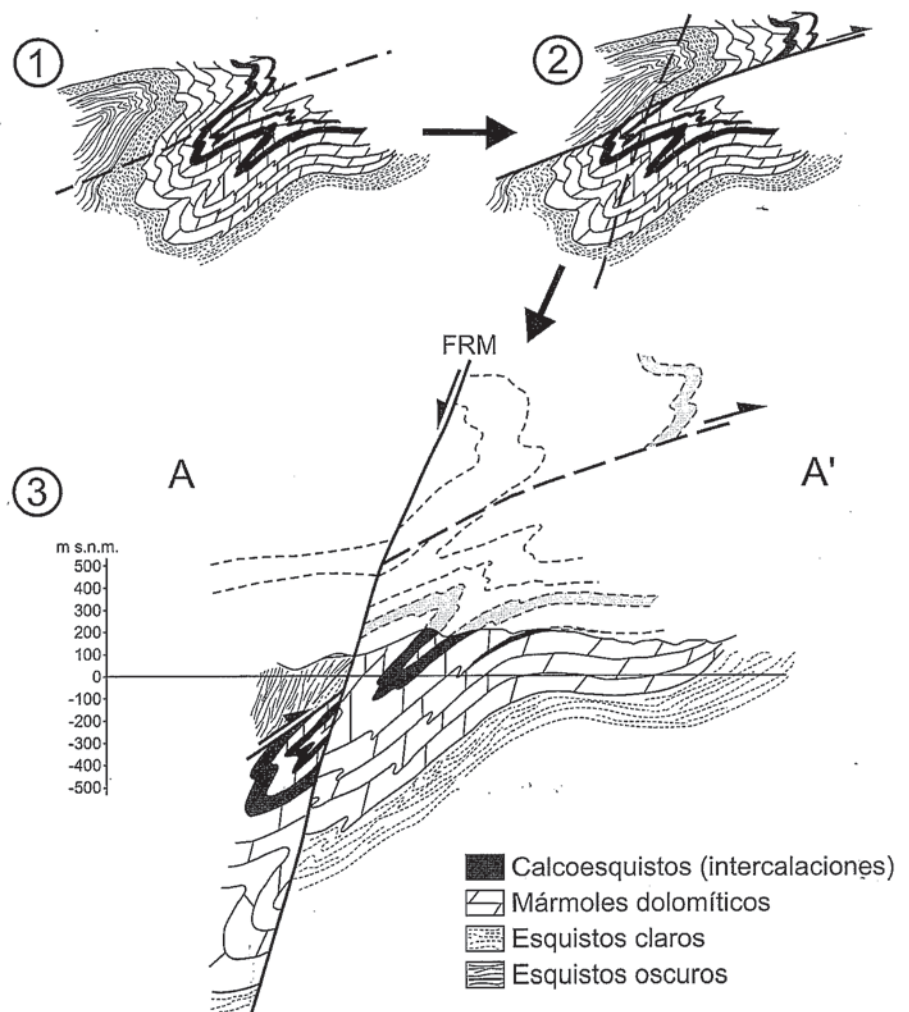 1
2
FRM
A
A'
3
m s.n.m.
500
400
300
200
100
0
-100
-200
-300
-400
-500
Calcoesquistos (intercalaciones)
Mármoles dolomíticos
Esquistos claros
Esquistos oscuros